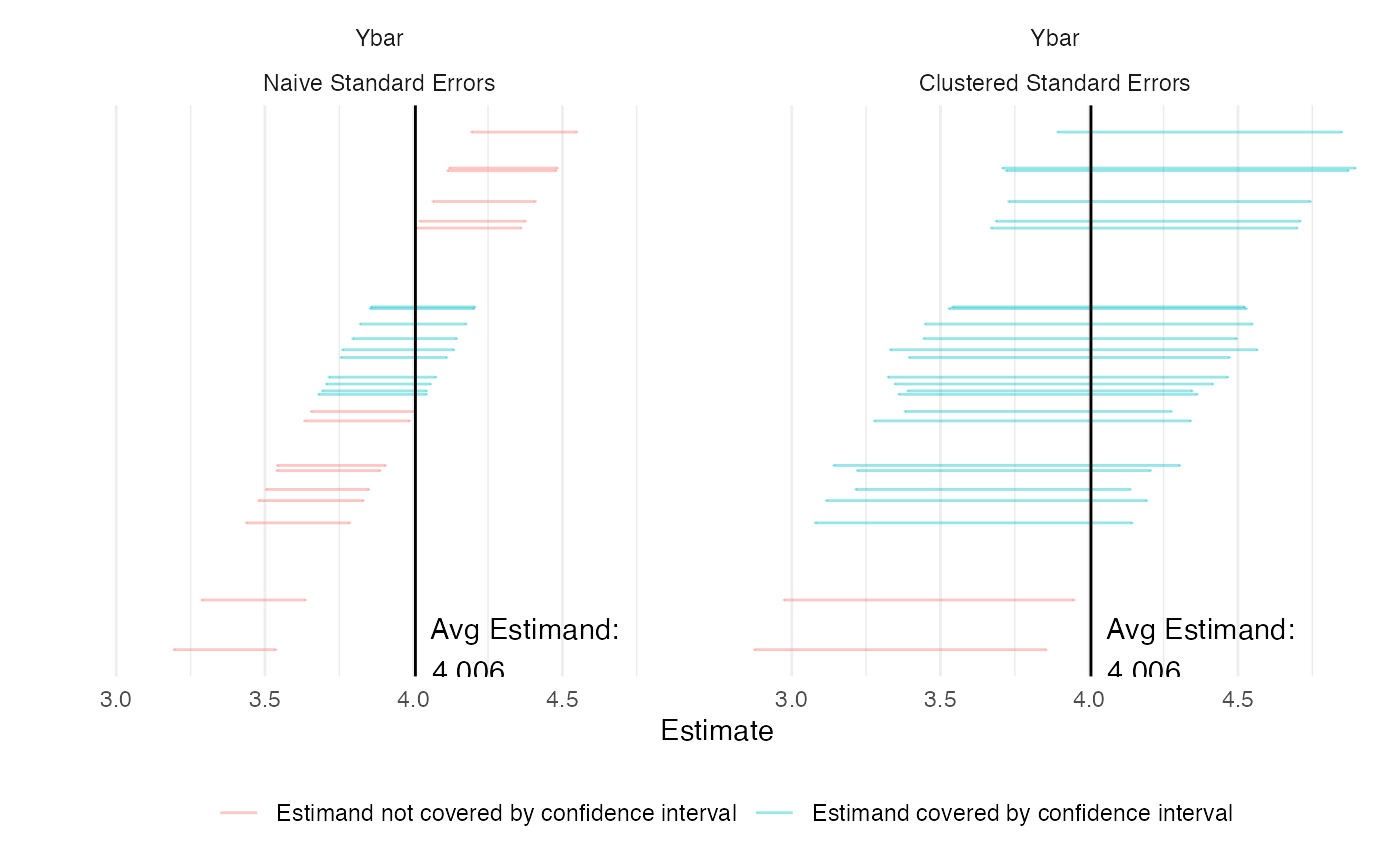 Ybar
Naive Standard Errors
Ybar
Clustered Standard Errors
Avg Estimand:
4.006
Avg Estimand:
4.006
3.0 3.5 4.0 4.5
3.0 3.5 4.0 4.5
Estimate
Estimand not covered by confidence interval
Estimand covered by confidence interval